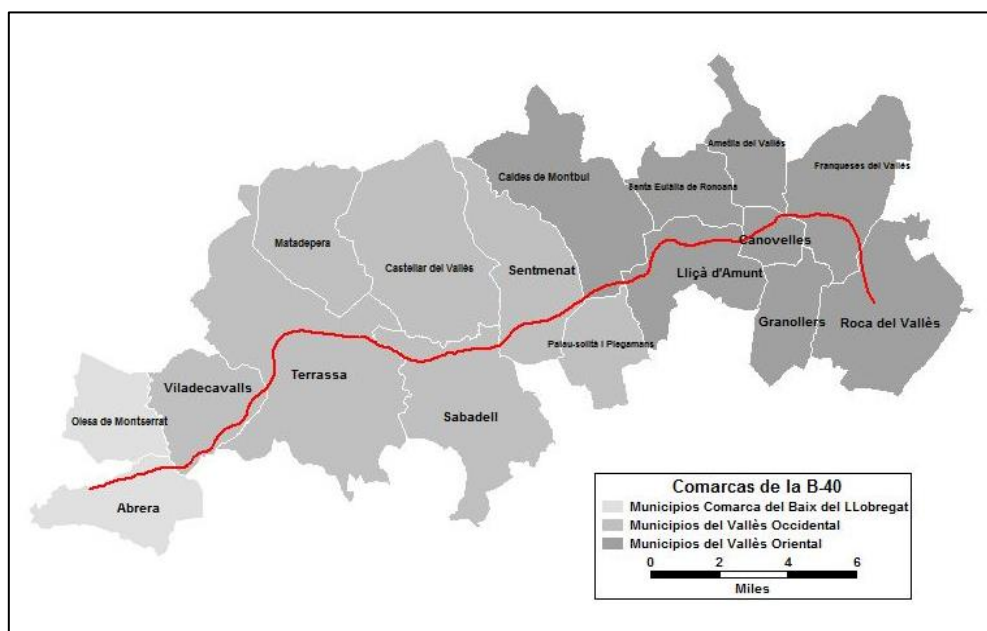 Ametlla del Vallès
Franqueses del Vallès
Caldes de Montbui
Santa Eulàlia de Ronçana
Matadepera
Canovelles
Castellar del Vallès
Sentmenat
Lliçà d'Amunt
Granollers
Roca del Vallès
Palau-solità i Plegamans
Terrassa
Viladecavalls
Sabadell
Olesa de Montserrat
Abrera
Comarcas de la B-40
Municipios Comarca del Baix del LLobregat
Municipios del Vallès Occidental
Municipios del Vallès Oriental
0 2 4 6
Miles